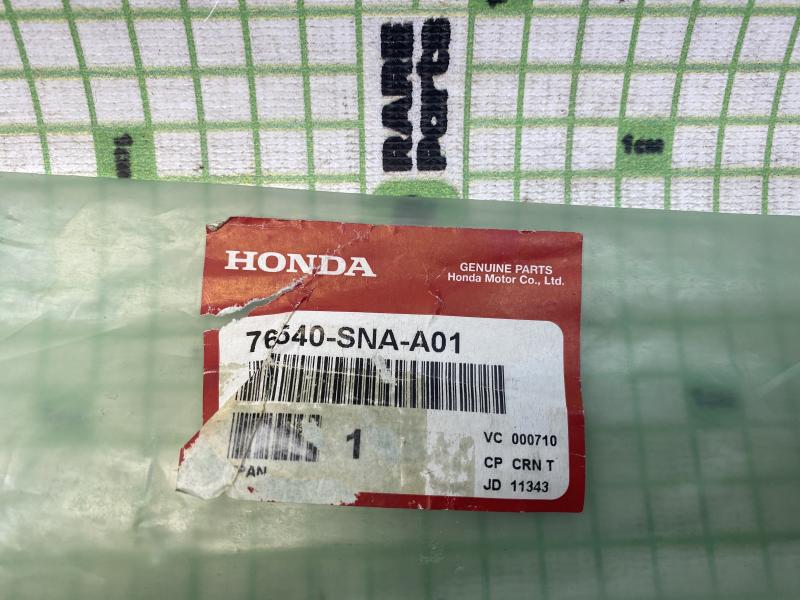 RARE
Parts
1cm
HONDA
GENUINE PARTS
Honda Motor Co., Ltd.
76540-SNA-A01
1
VC 000710
CP CRN T
JD 11343
PAN